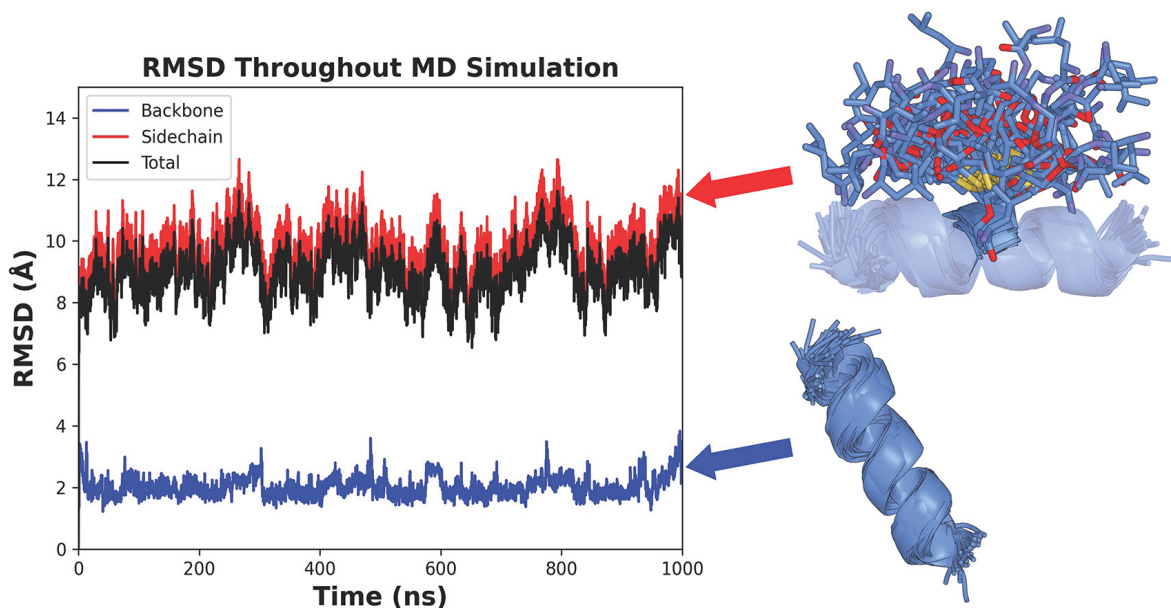 RMSD Throughout MD Simulation
Backbone
Sidechain
Total
14
12
10
8
6
4
2
0
RMSD (Å)
0 200 400 600 800 1000
Time (ns)